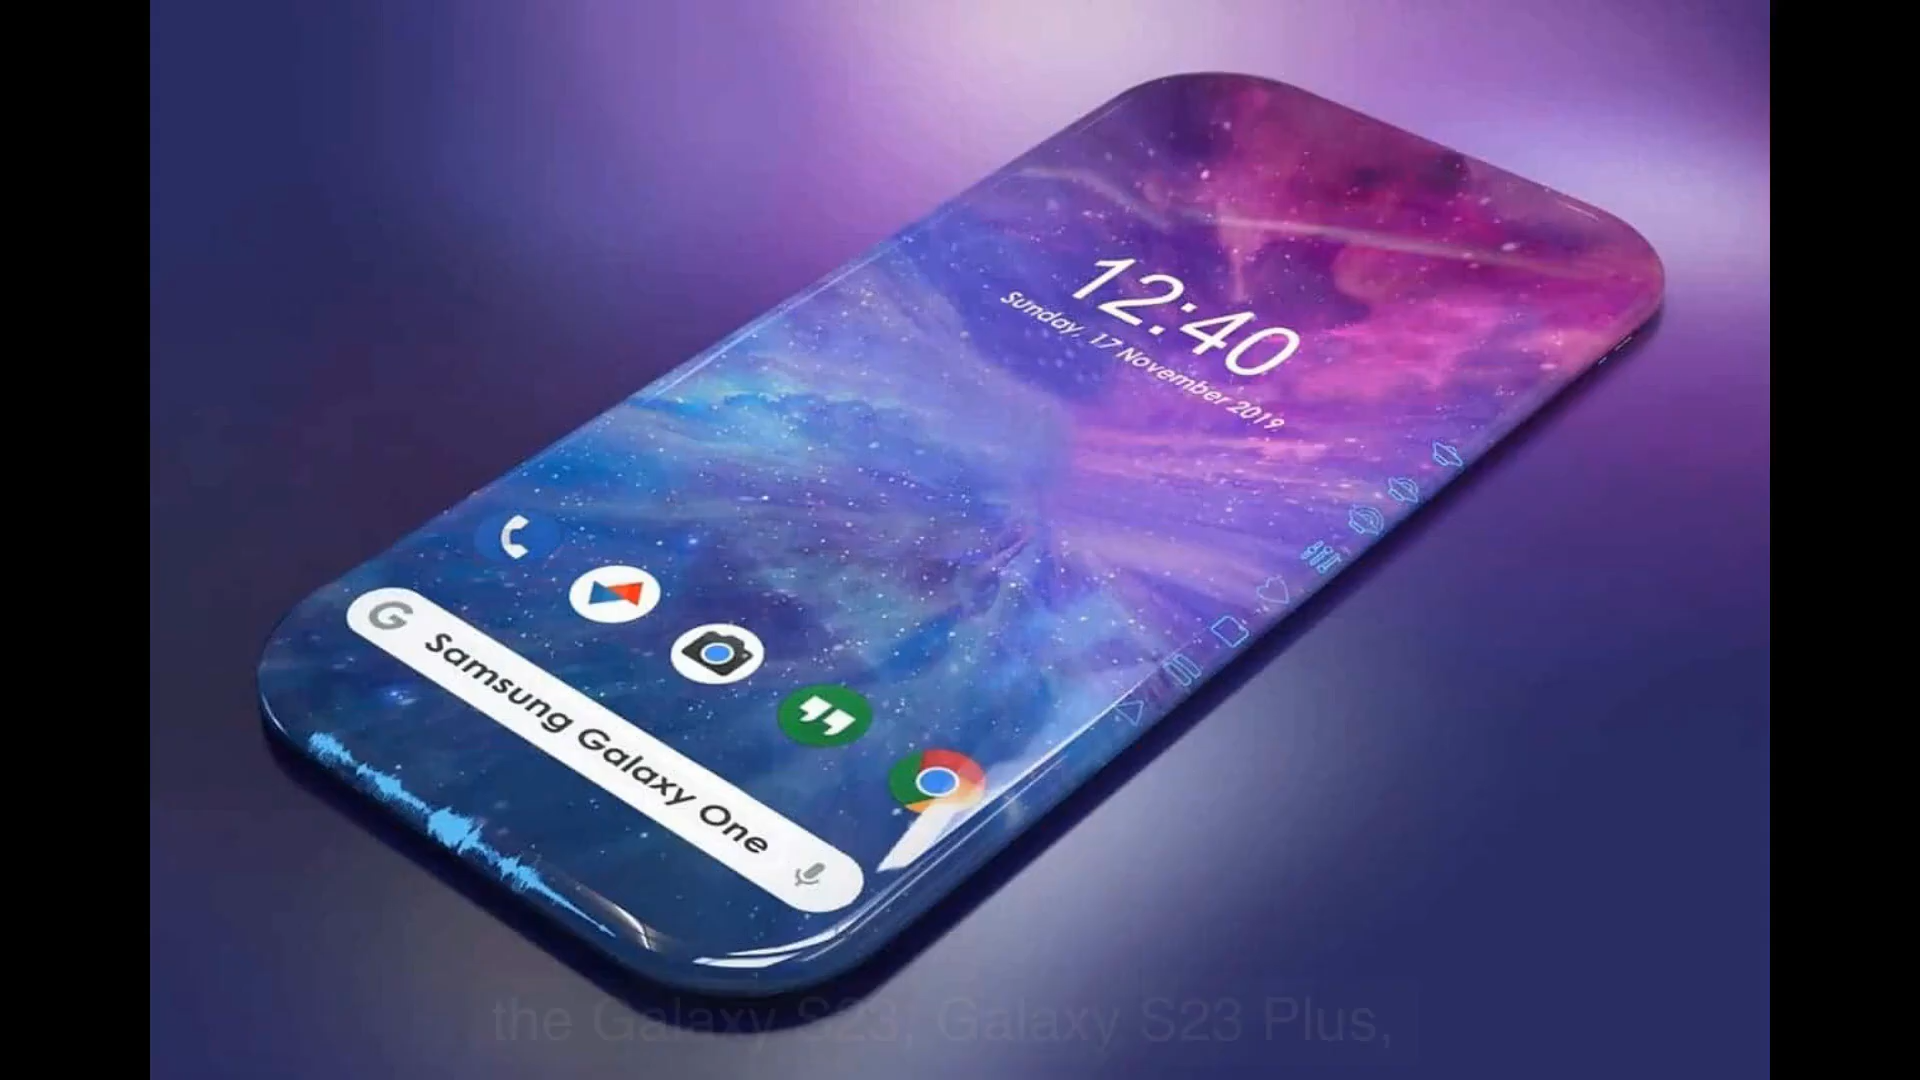 12:40
Sunday, 17 November 2019
G Samsung Galaxy One
the Galaxy S23, Galaxy S23 Plus,